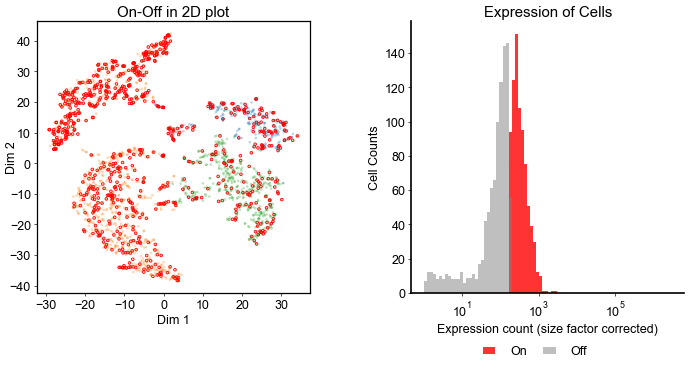 On-Off in 2D plot
Dim 2
40
30
20
10
0
−10
−20
−30
−40
−30 −20 −10 0 10 20 30
Dim 1
Expression of Cells
Cell Counts
140
120
100
80
60
40
20
0
10¹ 10³ 10⁵
Expression count (size factor corrected)
On Off